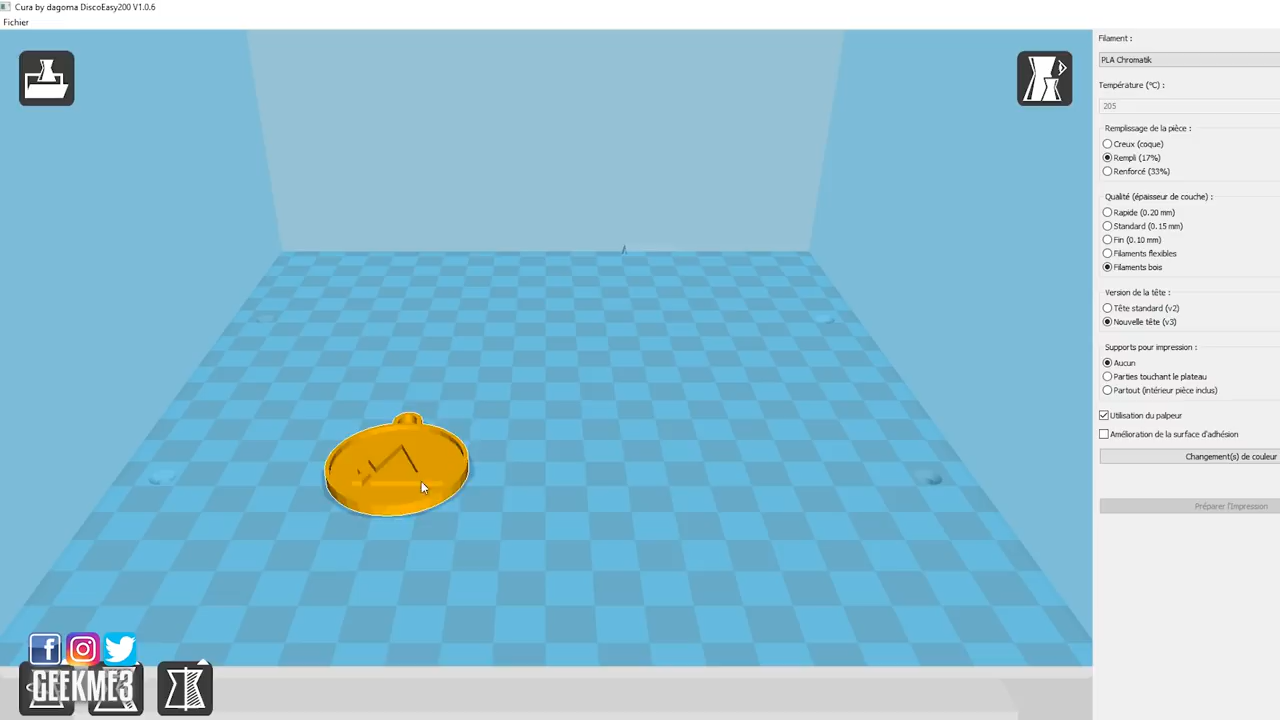 Cura by dagoma DiscoEasy200 V1.0.6
Fichier
Filament :
PLA Chromatik
Température (°C) :
205
Remplissage de la pièce :
Creux (coque)
Rempli (17%)
Renforcé (33%)
Qualité (épaisseur de couche) :
Rapide (0.20 mm)
Standard (0.15 mm)
Fin (0.10 mm)
Filaments flexibles
Filaments bois
Version de la tête :
Tête standard (v2)
Nouvelle tête (v3)
Supports pour impression :
Aucun
Parties touchant le plateau
Partout (intérieur pièce inclus)
Utilisation du palpeur
Amélioration de la surface d'adhésion
Changement(s) de couleur
Préparer l'Impression
GEEKME3